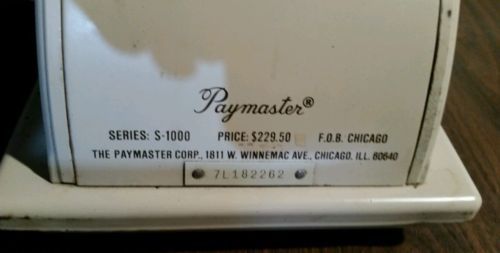 Paymaster®
SERIES: S-1000 PRICE: $229.50 F.O.B. CHICAGO
THE PAYMASTER CORP., 1811 W. WINNEMAC AVE., CHICAGO, ILL. 60640
7L182262